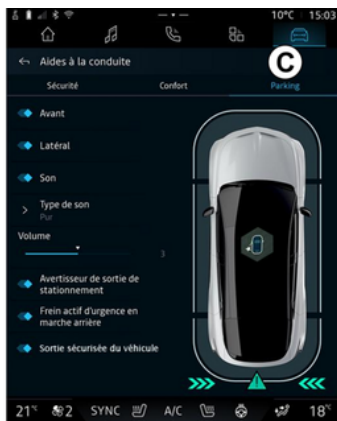 10°C 15:03
Aides à la conduite
C
Sécurité Confort Parking
Avant
Latéral
Son
Type de son
Pur
Volume
3
Avertisseur de sortie de
stationnement
Frein actif d'urgence en
marche arrière
Sortie sécurisée du véhicule
21°C 2 SYNC A/C 18°C